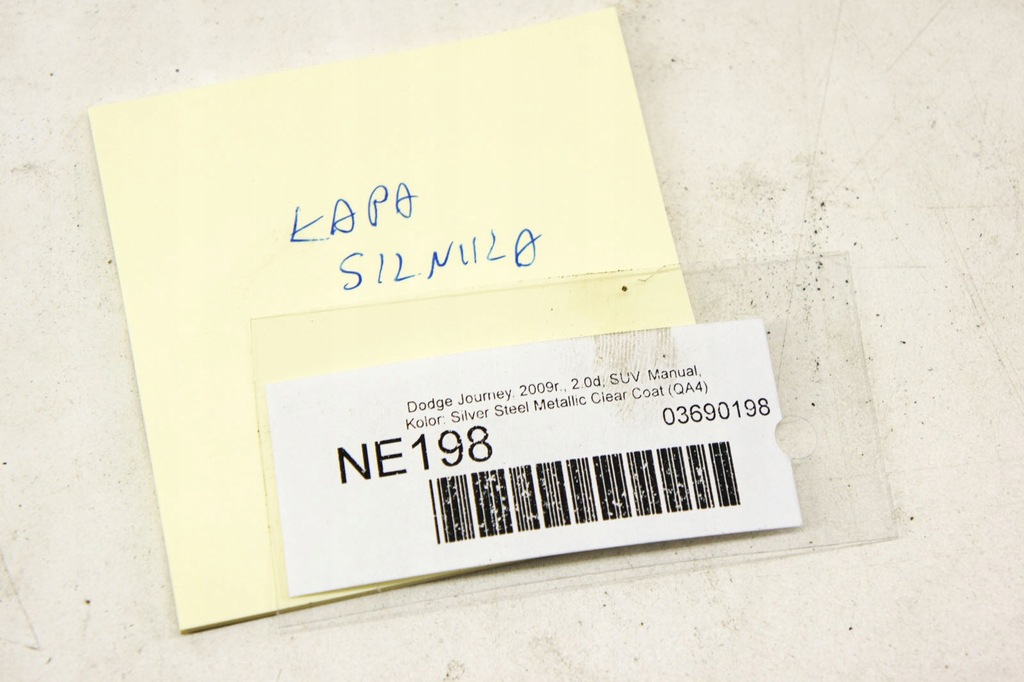 KAPA
SILNIKA
Dodge Journey, 2009r., 2.0d, SUV, Manual,
Kolor: Silver Steel Metallic Clear Coat (QA4)
03690198
NE198